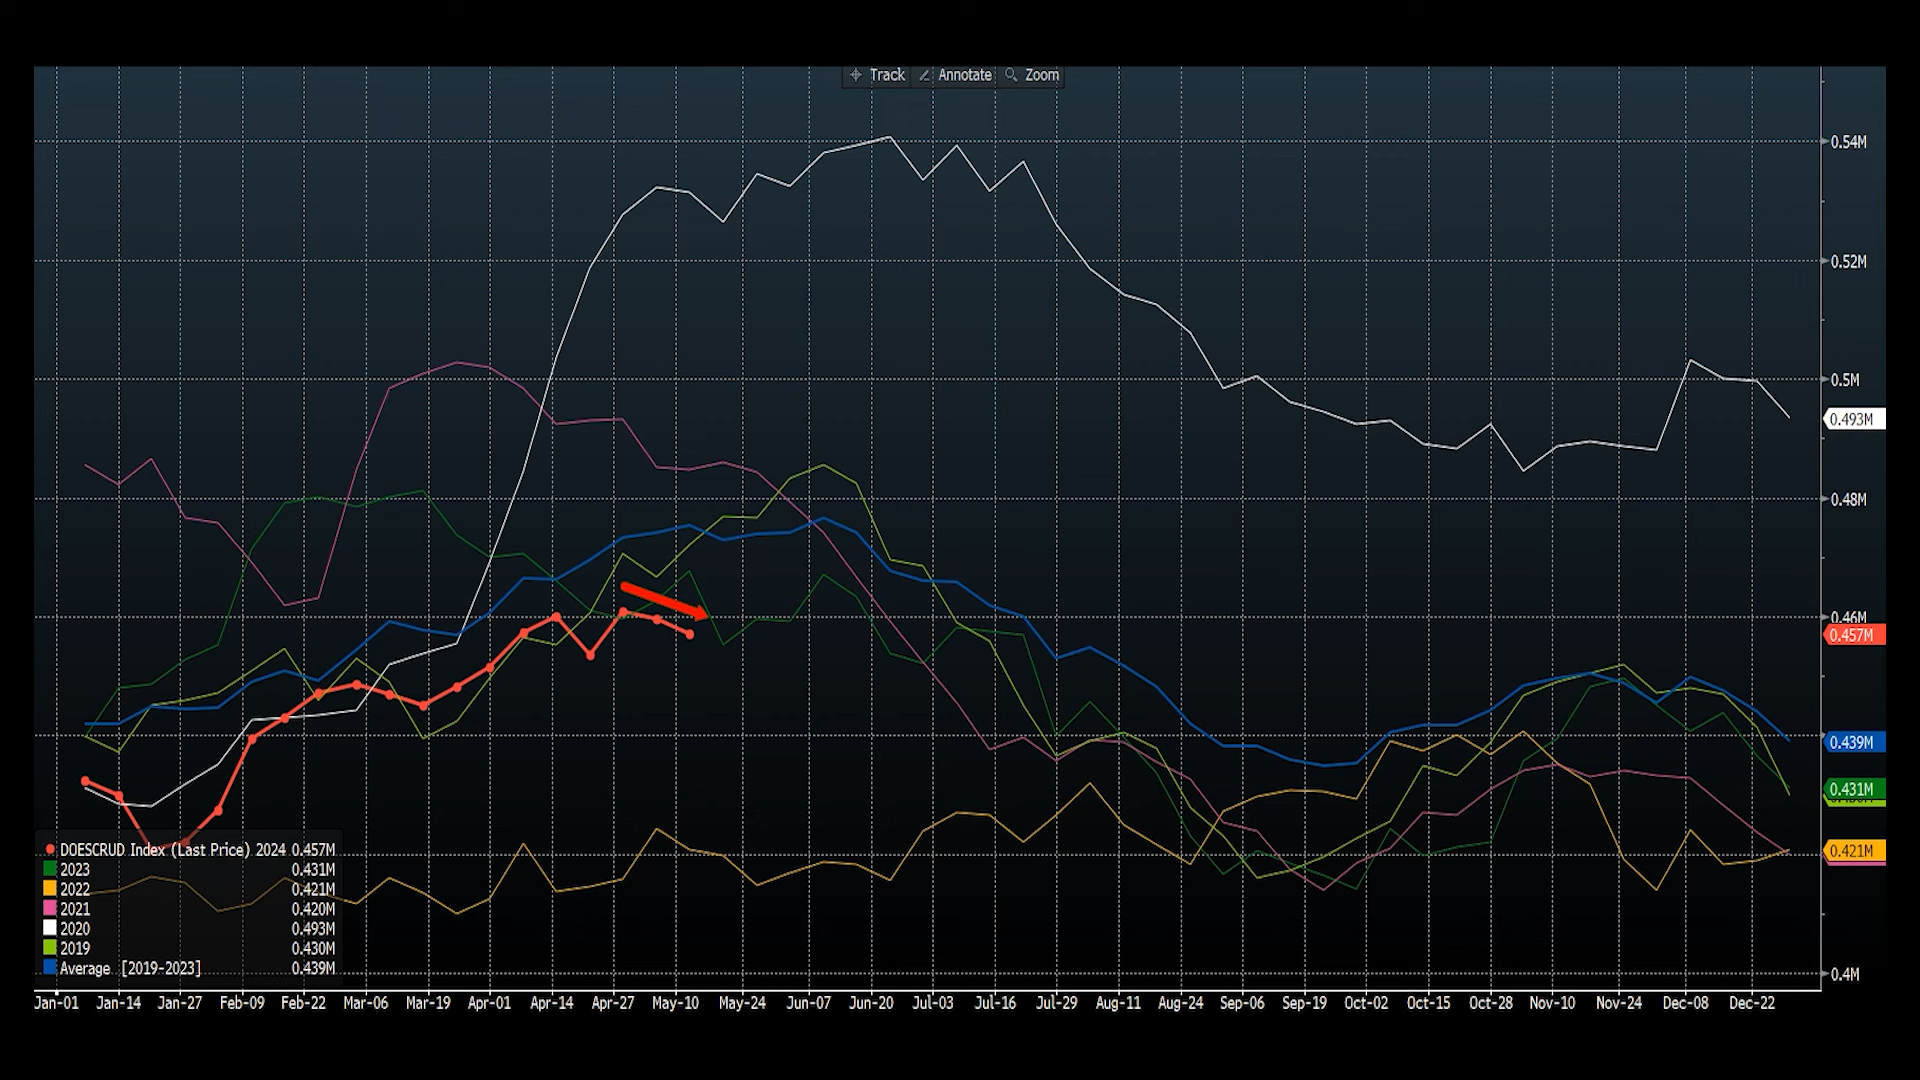 Track Annotate Zoom
0.54M
0.52M
0.5M
0.493M
0.48M
0.46M
0.457M
0.439M
0.431M
0.421M
0.4M
DOESCRUD Index (Last Price) 2024 0.457M
2023 0.431M
2022 0.421M
2021 0.420M
2020 0.493M
2019 0.430M
Average [2019-2023] 0.439M
Jan-01 Jan-14 Jan-27 Feb-09 Feb-22 Mar-06 Mar-19 Apr-01 Apr-14 Apr-27 May-10 May-24 Jun-07 Jun-20 Jul-03 Jul-16 Jul-29 Aug-11 Aug-24 Sep-06 Sep-19 Oct-02 Oct-15 Oct-28 Nov-10 Nov-24 Dec-08 Dec-22